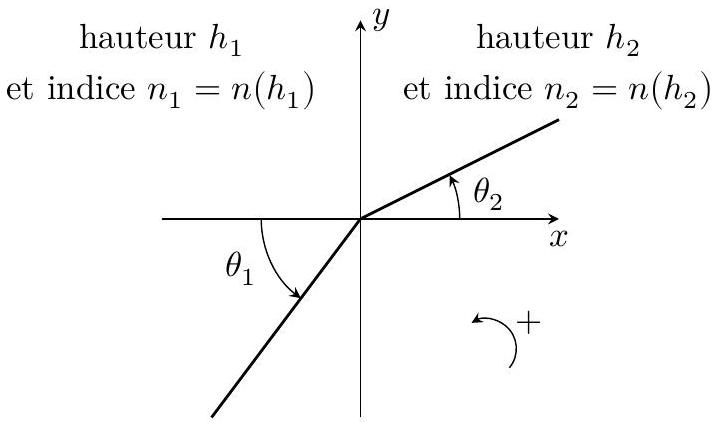 y
hauteur h₁
et indice n₁ = n(h₁)
hauteur h₂
et indice n₂ = n(h₂)
θ₂
x
θ₁
+